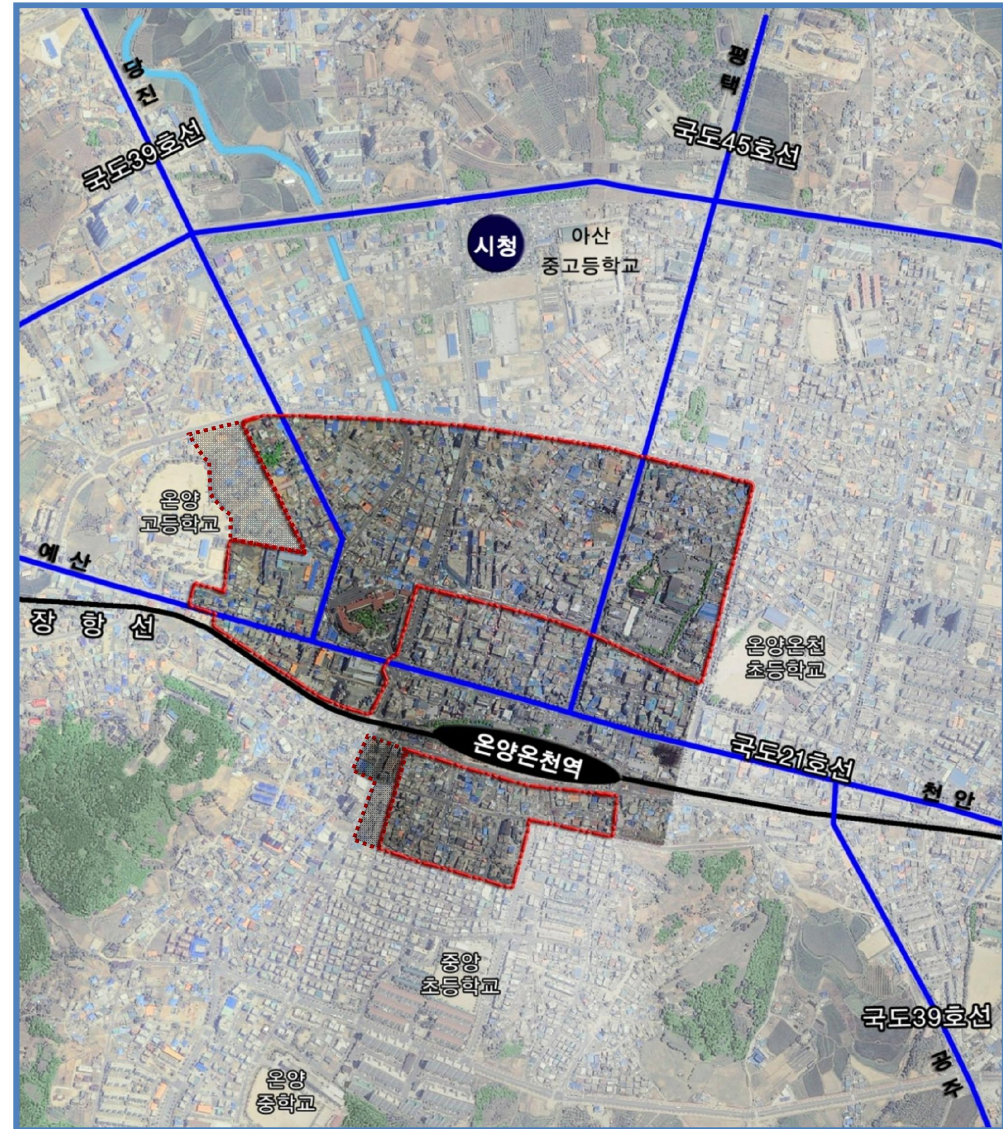 당진
평택
국도39호선
국도45호선
시청
아산
중고등학교
온양
고등학교
예산
장항선
온양온천
초등학교
온양온천역
국도21호선
천안
중앙
초등학교
국도39호선
공주
온양
중학교